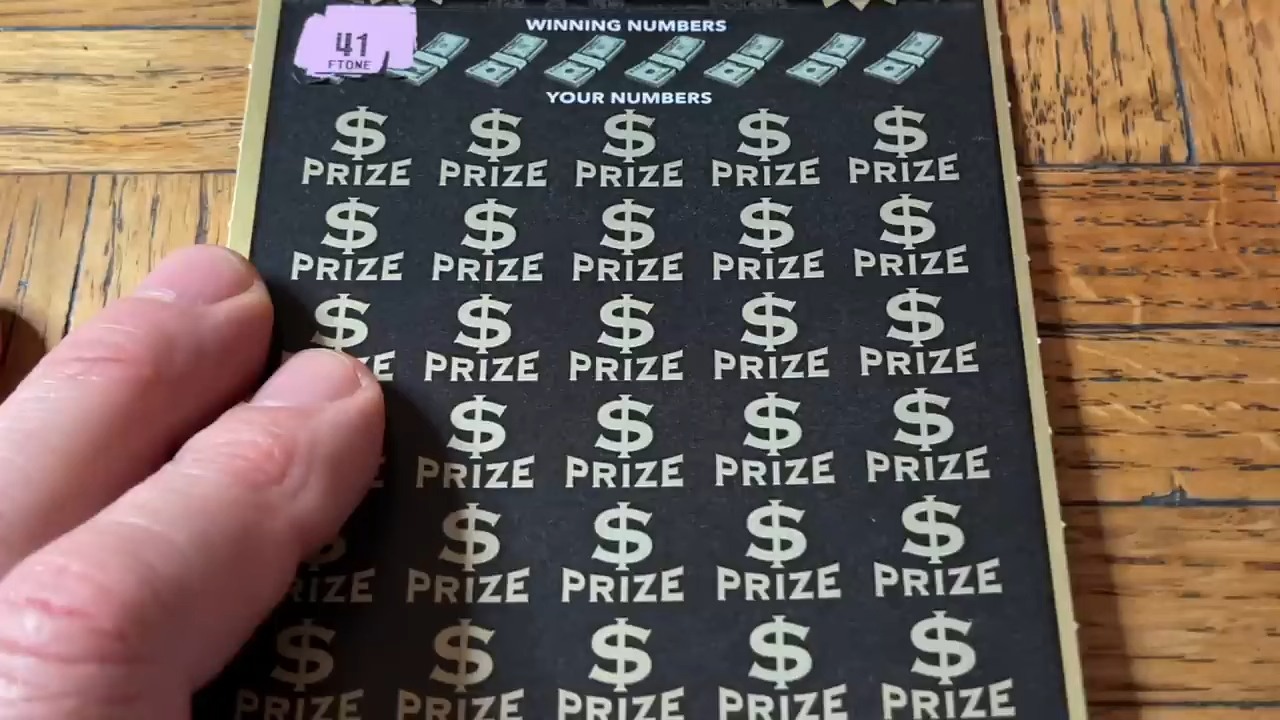 WINNING NUMBERS
41
FTONE
YOUR NUMBERS
$ $ $ $ $
PRIZE PRIZE PRIZE PRIZE PRIZE
$ $ $ $ $
PRIZE PRIZE PRIZE PRIZE PRIZE
$ $ $ $ $
PRIZE PRIZE PRIZE PRIZE
$ $ $ $
PRIZE PRIZE PRIZE PRIZE
$ $ $ $ $
RIZE PRIZE PRIZE PRIZE PRIZE
$ $ $ $ $
PRIZE PRIZE PRIZE PRIZE PRIZE